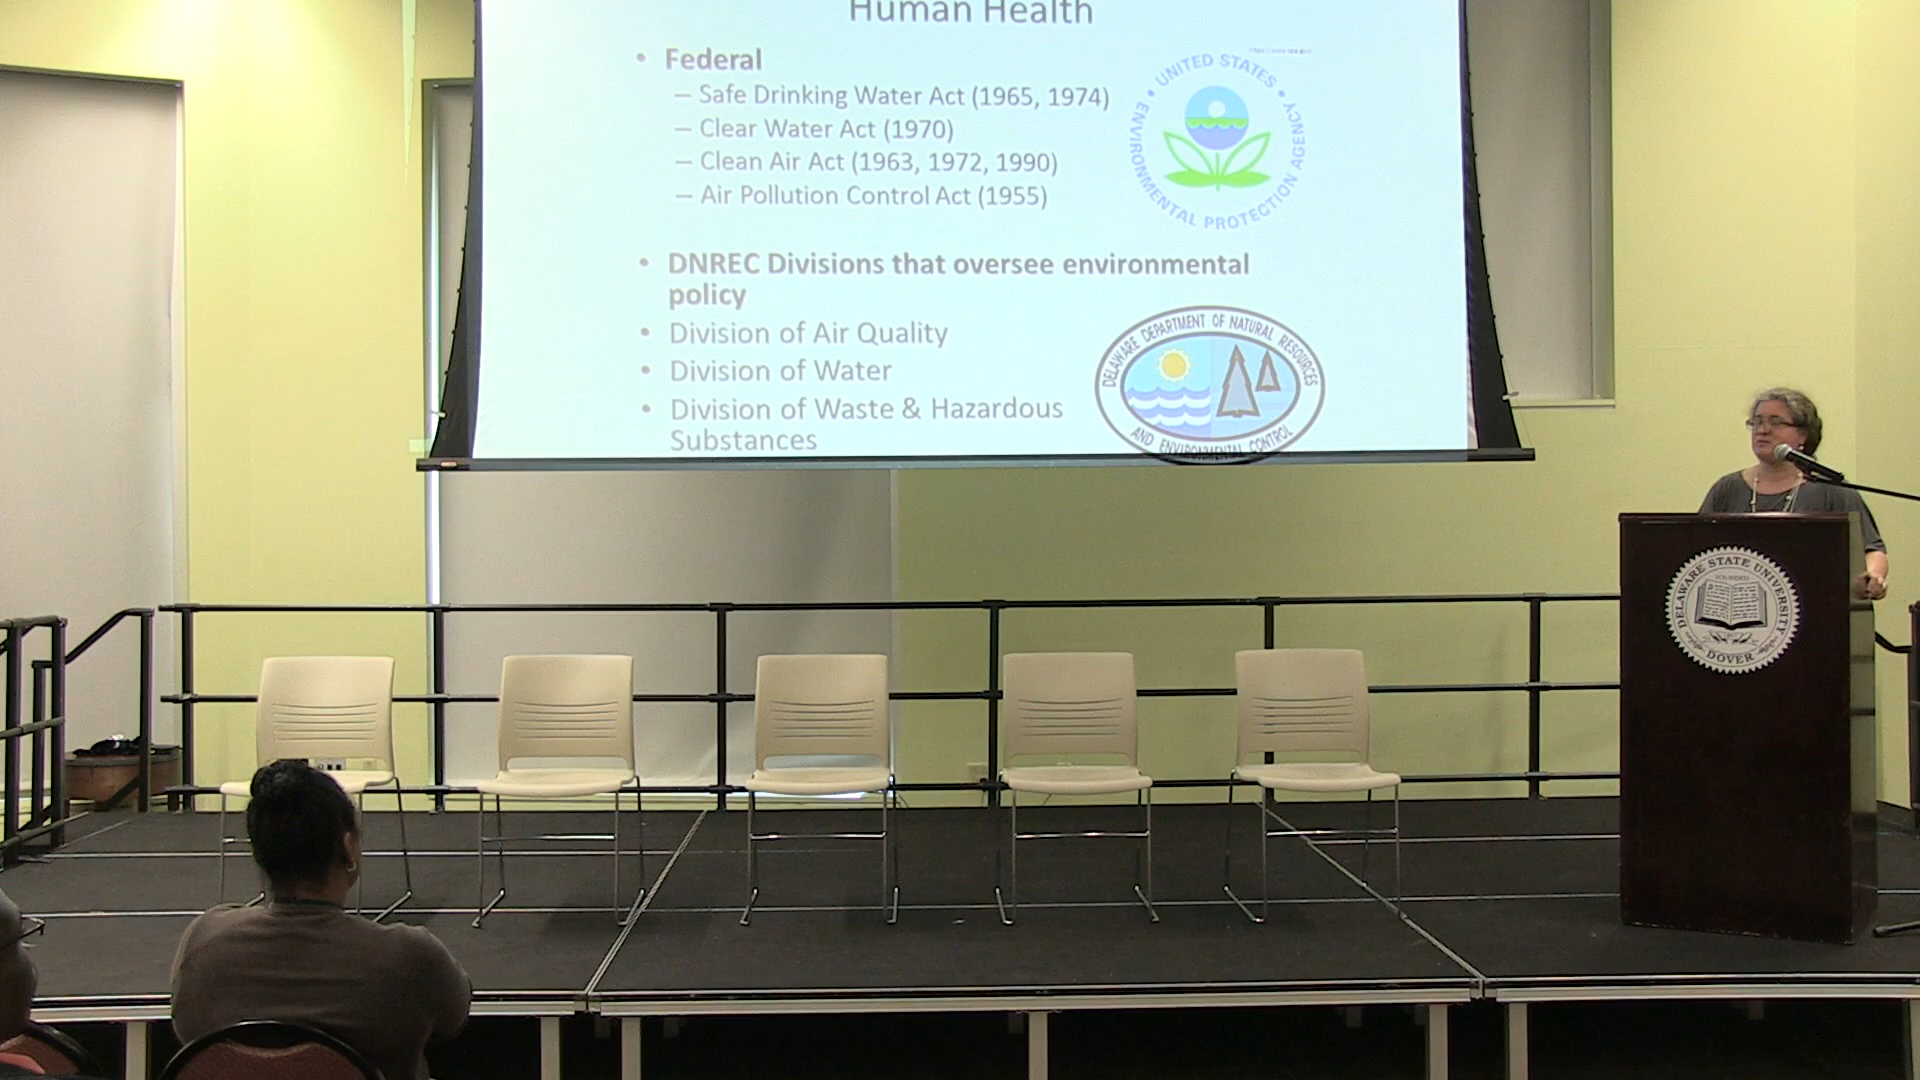 Human Health
• Federal
– Safe Drinking Water Act (1965, 1974)
– Clear Water Act (1970)
– Clean Air Act (1963, 1972, 1990)
– Air Pollution Control Act (1955)
UNITED STATES • ENVIRONMENTAL PROTECTION AGENCY •
• DNREC Divisions that oversee environmental
policy
• Division of Air Quality
• Division of Water
• Division of Waste & Hazardous
Substances
DELAWARE DEPARTMENT OF NATURAL RESOURCES
AND ENVIRONMENTAL CONTROL
DELAWARE STATE UNIVERSITY
DOVER